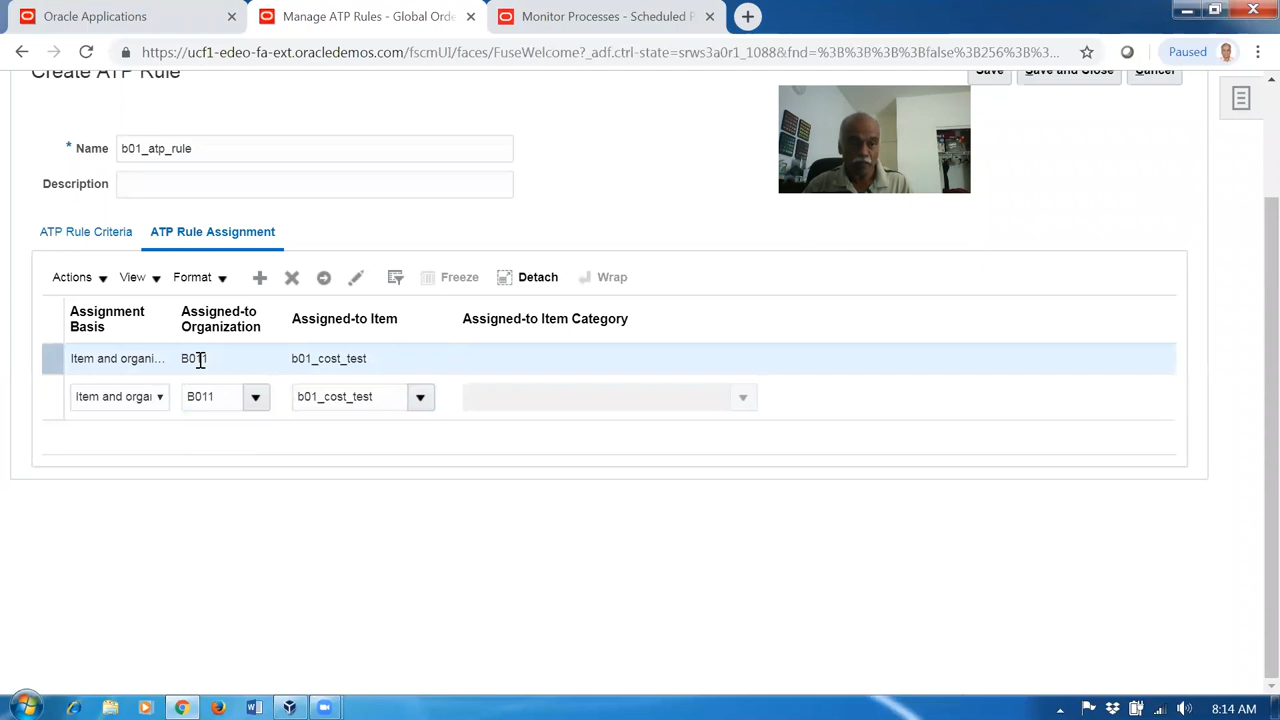 Oracle Applications
Manage ATP Rules - Global Orde
Monitor Processes - Scheduled P
https://ucf1-edeo-fa-ext.oracledemos.com/fscmUI/faces/FuseWelcome?_adf.ctrl-state=srws3a0r1_1088&fnd=%3B%3B%3B%3Bfalse%3B256%3B%3B%3...
Paused
Create ATP Rule
Save
Save and Close
Cancel
* Name b01_atp_rule
Description
ATP Rule Criteria
ATP Rule Assignment
Actions
View
Format
Freeze
Detach
Wrap
Assignment Basis
Assigned-to Organization
Assigned-to Item
Assigned-to Item Category
Item and organi... B011 b01_cost_test
Item and orgai B011 b01_cost_test
8:14 AM